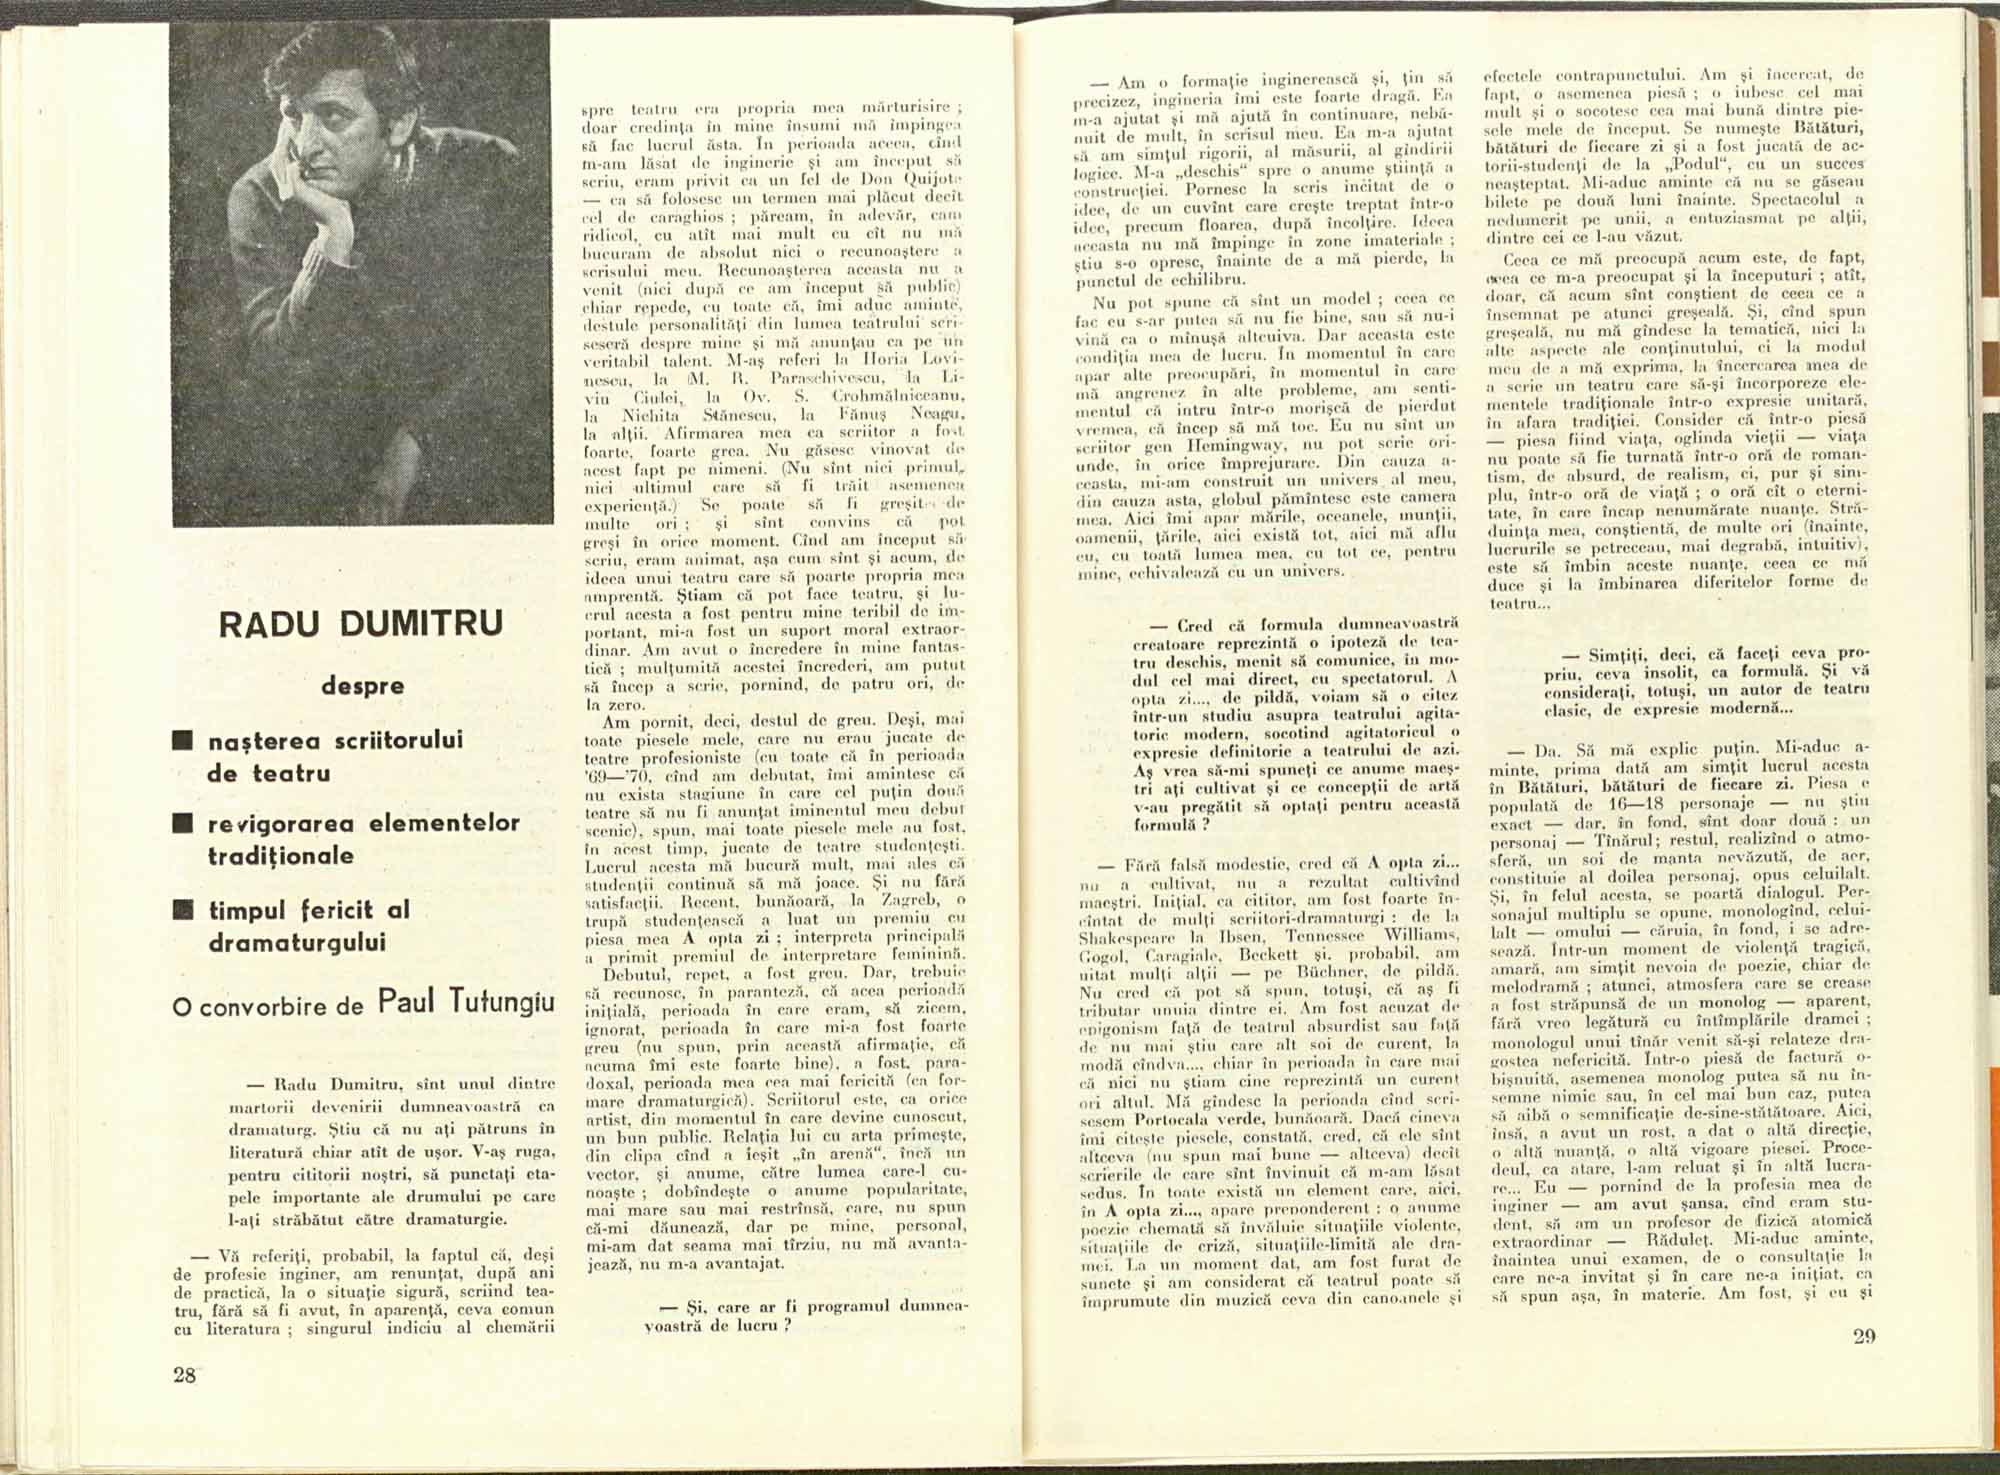 RADU DUMITRU
despre
■ nașterea scriitorului
de teatru
■ revigorarea elementelor
tradiționale
■ timpul fericit al
dramaturgului
O convorbire de Paul Tutungiu
— Radu Dumitru, sînt unul dintre
martorii devenirii dumneavoastră ca
dramaturg. Știu că nu ați pătruns în
literatură chiar atît de ușor. V-aș ruga,
pentru cititorii noștri, să punctați eta-
pele importante ale drumului pe care
l-ați străbătut către dramaturgie.
— Vă referiți, probabil, la faptul că, deși
de profesie inginer, am renunțat, după ani
de practică, la o situație sigură, scriind tea-
tru, fără să fi avut, în aparență, ceva comun
cu literatura ; singurul indiciu al chemării
28
spre teatru era propria mea mărturisire ;
doar credința în mine însumi mă împingea
să fac lucrul ăsta. În perioada aceea, cînd
m-am lăsat de inginerie și am început să
scriu, eram privit ca un fel de Don Quijote
— ca să folosesc un termen mai plăcut decît
cel de caraghios ; păream, în adevăr, cam
ridicol, cu atît mai mult cu cît nu mă
bucuram de absolut nici o recunoaștere a
scrisului meu. Recunoașterea aceasta nu a
venit (nici după ce am început să public)
chiar repede, cu toate că, îmi aduc aminte,
destule personalități din lumea teatrului scri-
seseră despre mine și mă anunțau ca pe un
veritabil talent. M-aș referi la Horia Lovi-
nescu, la M. R. Paraschivescu, la Li-
viu Ciulei, la Ov. S. Crohmălniceanu,
la Nichita Stănescu, la Fănuș Neagu,
la alții. Afirmarea mea ca scriitor a fost
foarte, foarte grea. Nu găsesc vinovat de
acest fapt pe nimeni. (Nu sînt nici primul,
nici ultimul care să fi trăit asemenea
experiență.) Se poate să fi greșit de
multe ori ; și sînt convins că pot
greși în orice moment. Cînd am început să
scriu, eram animat, așa cum sînt și acum, de
ideea unui teatru care să poarte propria mea
amprentă. Știam că pot face teatru, și lu-
crul acesta a fost pentru mine teribil de im-
portant, mi-a fost un suport moral extraor-
dinar. Am avut o încredere în mine fantas-
tică ; mulțumită acestei încrederi, am putut
să încep a scrie, pornind, de patru ori, de
la zero.
Am pornit, deci, destul de greu. Deși, mai
toate piesele mele, care nu erau jucate de
teatre profesioniste (cu toate că în perioada
'69—'70, cînd am debutat, îmi amintesc că
nu exista stagiune în care cel puțin două
teatre să nu fi anunțat iminentul meu debut
scenic), spun, mai toate piesele mele au fost,
în acest timp, jucate de teatre studențești.
Lucrul acesta mă bucură mult, mai ales că
studenții continuă să mă joace. Și nu fără
satisfacții. Recent, bunăoară, la Zagreb, o
trupă studențească a luat un premiu cu
piesa mea A opta zi ; interpreta principală
a primit premiul de interpretare feminină.
Debutul, repet, a fost greu. Dar, trebuie
să recunosc, în paranteză, că acea perioadă
inițială, perioada în care eram, să zicem,
ignorat, perioada în care mi-a fost foarte
greu (nu spun, prin această afirmație, că
acuma îmi este foarte bine), a fost, para-
doxal, perioada mea cea mai fericită (ca for-
mare dramaturgică). Scriitorul este, ca orice
artist, din momentul în care devine cunoscut,
un bun public. Relația lui cu arta primește,
din clipa cînd a ieșit „în arenă", încă un
vector, și anume, către lumea care-l cu-
noaște ; dobîndește o anume popularitate,
mai mare sau mai restrînsă, care, nu spun
că-mi dăunează, dar pe mine, personal,
mi-am dat seama mai tîrziu, nu mă avanta-
jează, nu m-a avantajat.
— Și, care ar fi programul dumnea-
voastră de lucru ?
— Am o formație inginerească și, țin să
precizez, ingineria îmi este foarte dragă. Ea
m-a ajutat și mă ajută în continuare, nebă-
nuit de mult, în scrisul meu. Ea m-a ajutat
să am simțul rigorii, al măsurii, al gîndirii
logice. M-a „deschis" spre o anume știință a
construcției. Pornesc la scris incitat de o
idee, de un cuvînt care crește treptat într-o
idee, precum floarea, după încolțire. Ideea
aceasta nu mă împinge în zone imateriale ;
știu s-o opresc, înainte de a mă pierde, la
punctul de echilibru.
Nu pot spune că sînt un model ; ceea ce
fac eu s-ar putea să nu fie bine, sau să nu-i
vină ca o mînușă altcuiva. Dar aceasta este
condiția mea de lucru. În momentul în care
apar alte preocupări, în momentul în care
mă angrenez în alte probleme, am senti-
mentul că intru într-o morișcă de pierdut
vremea, că încep să mă toc. Eu nu sînt un
scriitor gen Hemingway, nu pot scrie ori-
unde, în orice împrejurare. Din cauza a-
ceasta, mi-am construit un univers al meu,
din cauza asta, globul pămîntesc este camera
mea. Aici îmi apar mările, oceanele, munții,
oamenii, țările, aici există tot, aici mă aflu
eu, cu toată lumea mea, cu tot ce, pentru
mine, echivalează cu un univers.
— Cred că formula dumneavoastră
creatoare reprezintă o ipoteză de tea-
tru deschis, menit să comunice, în mo-
dul cel mai direct, cu spectatorul. A
opta zi..., de pildă, voiam să o citez
într-un studiu asupra teatrului agita-
toric modern, socotind agitatoricul o
expresie definitorie a teatrului de azi.
Aș vrea să-mi spuneți ce anume maeș-
tri ați cultivat și ce concepții de artă
v-au pregătit să optați pentru această
formulă ?
— Fără falsă modestie, cred că A opta zi...
nu a cultivat, nu a rezultat cultivînd
maeștri. Inițial, ca cititor, am fost foarte în-
cîntat de mulți scriitori-dramaturgi : de la
Shakespeare la Ibsen, Tennessee Williams,
Gogol, Caragiale, Beckett și, probabil, am
uitat mulți alții — pe Büchner, de pildă.
Nu cred că pot să spun, totuși, că aș fi
tributar unuia dintre ei. Am fost acuzat de
epigonism față de teatrul absurdist sau față
de nu mai știu care alt soi de curent, la
modă cîndva..., chiar în perioada în care mai
că nici nu știam cine reprezintă un curent
ori altul. Mă gîndesc la perioada cînd scri-
sesem Portocala verde, bunăoară. Dacă cineva
îmi citește piesele, constată, cred, că ele sînt
altceva (nu spun mai bune — altceva) decît
scrierile de care sînt învinuit că m-am lăsat
sedus. În toate există un element care, aici,
în A opta zi..., apare preponderent : o anume
poezie chemată să învăluie situațiile violente,
situațiile de criză, situațiile-limită ale dra-
mei. La un moment dat, am fost furat de
sunete și am considerat că teatrul poate să
împrumute din muzică ceva din canoanele și
efectele contrapunctului. Am și încercat, de
fapt, o asemenea piesă ; o iubesc cel mai
mult și o socotesc cea mai bună dintre pie-
sele mele de început. Se numește Bătături,
bătături de fiecare zi și a fost jucată de ac-
torii-studenți de la „Podul", cu un succes
neașteptat. Mi-aduc aminte că nu se găseau
bilete pe două luni înainte. Spectacolul a
nedumerit pe unii, a entuziasmat pe alții,
dintre cei ce l-au văzut.
Ceea ce mă preocupă acum este, de fapt,
ceea ce m-a preocupat și la începuturi ; atît,
doar, că acum sînt conștient de ceea ce a
însemnat pe atunci greșeală. Și, cînd spun
greșeală, nu mă gîndesc la tematică, nici la
alte aspecte ale conținutului, ci la modul
meu de a mă exprima, la încercarea mea de
a scrie un teatru care să-și încorporeze ele-
mentele tradiționale într-o expresie unitară,
în afara tradiției. Consider că într-o piesă
— piesa fiind viața, oglinda vieții — viața
nu poate să fie turnată într-o oră de roman-
tism, de absurd, de realism, ci, pur și sim-
plu, într-o oră de viață ; o oră cît o eterni-
tate, în care încap nenumărate nuanțe. Stră-
duința mea, conștientă, de multe ori (înainte,
lucrurile se petreceau, mai degrabă, intuitiv),
este să îmbin aceste nuanțe, ceea ce mă
duce și la îmbinarea diferitelor forme de
teatru...
— Simțiți, deci, că faceți ceva pro-
priu, ceva insolit, ca formulă. Și vă
considerați, totuși, un autor de teatru
clasic, de expresie modernă...
— Da. Să mă explic puțin. Mi-aduc a-
minte, prima dată am simțit lucrul acesta
în Bătături, bătături de fiecare zi. Piesa e
populată de 16—18 personaje — nu știu
exact — dar, în fond, sînt doar două : un
personaj — Tînărul; restul, realizînd o atmo-
sferă, un soi de manta nevăzută, de aer,
constituie al doilea personaj, opus celuilalt.
Și, în felul acesta, se poartă dialogul. Per-
sonajul multiplu se opune, monologînd, celui-
lalt — omului — căruia, în fond, i se adre-
sează. Într-un moment de violență tragică,
amară, am simțit nevoia de poezie, chiar de
melodramă ; atunci, atmosfera care se crease
a fost străpunsă de un monolog — aparent,
fără vreo legătură cu întîmplările dramei ;
monologul unui tînăr venit să-și relateze dra-
gostea nefericită. Într-o piesă de factură o-
bișnuită, asemenea monolog putea să nu în-
semne nimic sau, în cel mai bun caz, putea
să aibă o semnificație de-sine-stătătoare. Aici,
însă, a avut un rost, a dat o altă direcție,
o altă nuanță, o altă vigoare piesei. Proce-
deul, ca atare, l-am reluat și în altă lucra-
re... Eu — pornind de la profesia mea de
inginer — am avut șansa, cînd eram stu-
dent, să am un profesor de fizică atomică
extraordinar — Răduleț. Mi-aduc aminte,
înaintea unui examen, de o consultație la
care ne-a invitat și în care ne-a inițiat, ca
să spun așa, în materie. Am fost, și eu și
29